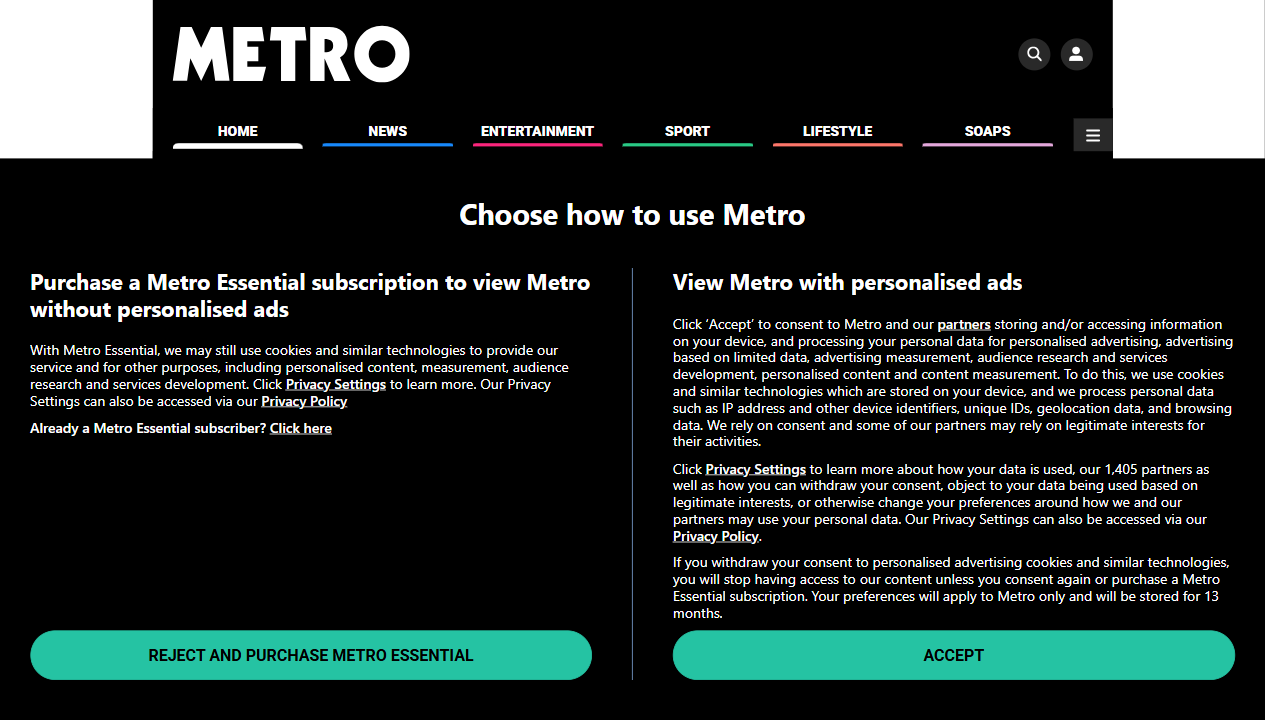 METRO
HOME NEWS ENTERTAINMENT SPORT LIFESTYLE SOAPS
Choose how to use Metro
Purchase a Metro Essential subscription to view Metro
without personalised ads
With Metro Essential, we may still use cookies and similar technologies to provide our
service and for other purposes, including personalised content, measurement, audience
research and services development. Click Privacy Settings to learn more. Our Privacy
Settings can also be accessed via our Privacy Policy
Already a Metro Essential subscriber? Click here
REJECT AND PURCHASE METRO ESSENTIAL
View Metro with personalised ads
Click ‘Accept’ to consent to Metro and our partners storing and/or accessing information
on your device, and processing your personal data for personalised advertising, advertising
based on limited data, advertising measurement, audience research and services
development, personalised content and content measurement. To do this, we use cookies
and similar technologies which are stored on your device, and we process personal data
such as IP address and other device identifiers, unique IDs, geolocation data, and browsing
data. We rely on consent and some of our partners may rely on legitimate interests for
their activities.
Click Privacy Settings to learn more about how your data is used, our 1,405 partners as
well as how you can withdraw your consent, object to your data being used based on
legitimate interests, or otherwise change your preferences around how we and our
partners may use your personal data. Our Privacy Settings can also be accessed via our
Privacy Policy.
If you withdraw your consent to personalised advertising cookies and similar technologies,
you will stop having access to our content unless you consent again or purchase a Metro
Essential subscription. Your preferences will apply to Metro only and will be stored for 13
months.
ACCEPT